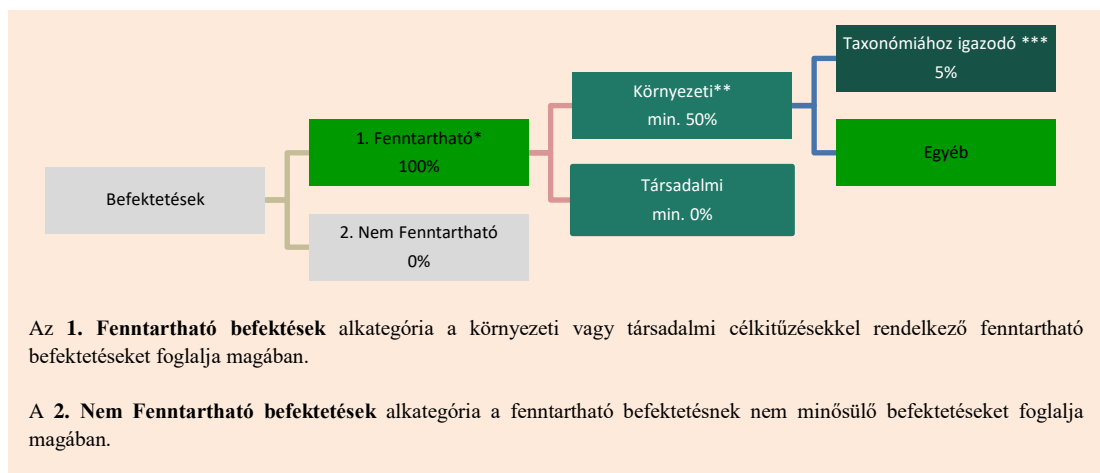 Taxonómiához igazodó ***
5%
Környezeti**
min. 50%
1. Fenntartható*
100%
Egyéb
Befektetések
Társadalmi
min. 0%
2. Nem Fenntartható
0%
Az 1. Fenntartható befektések alkategória a környezeti vagy társadalmi célkitűzésekkel rendelkező fenntartható
befektetéseket foglalja magában.
A 2. Nem Fenntartható befektetések alkategória a fenntartható befektetésnek nem minősülő befektetéseket foglalja
magában.